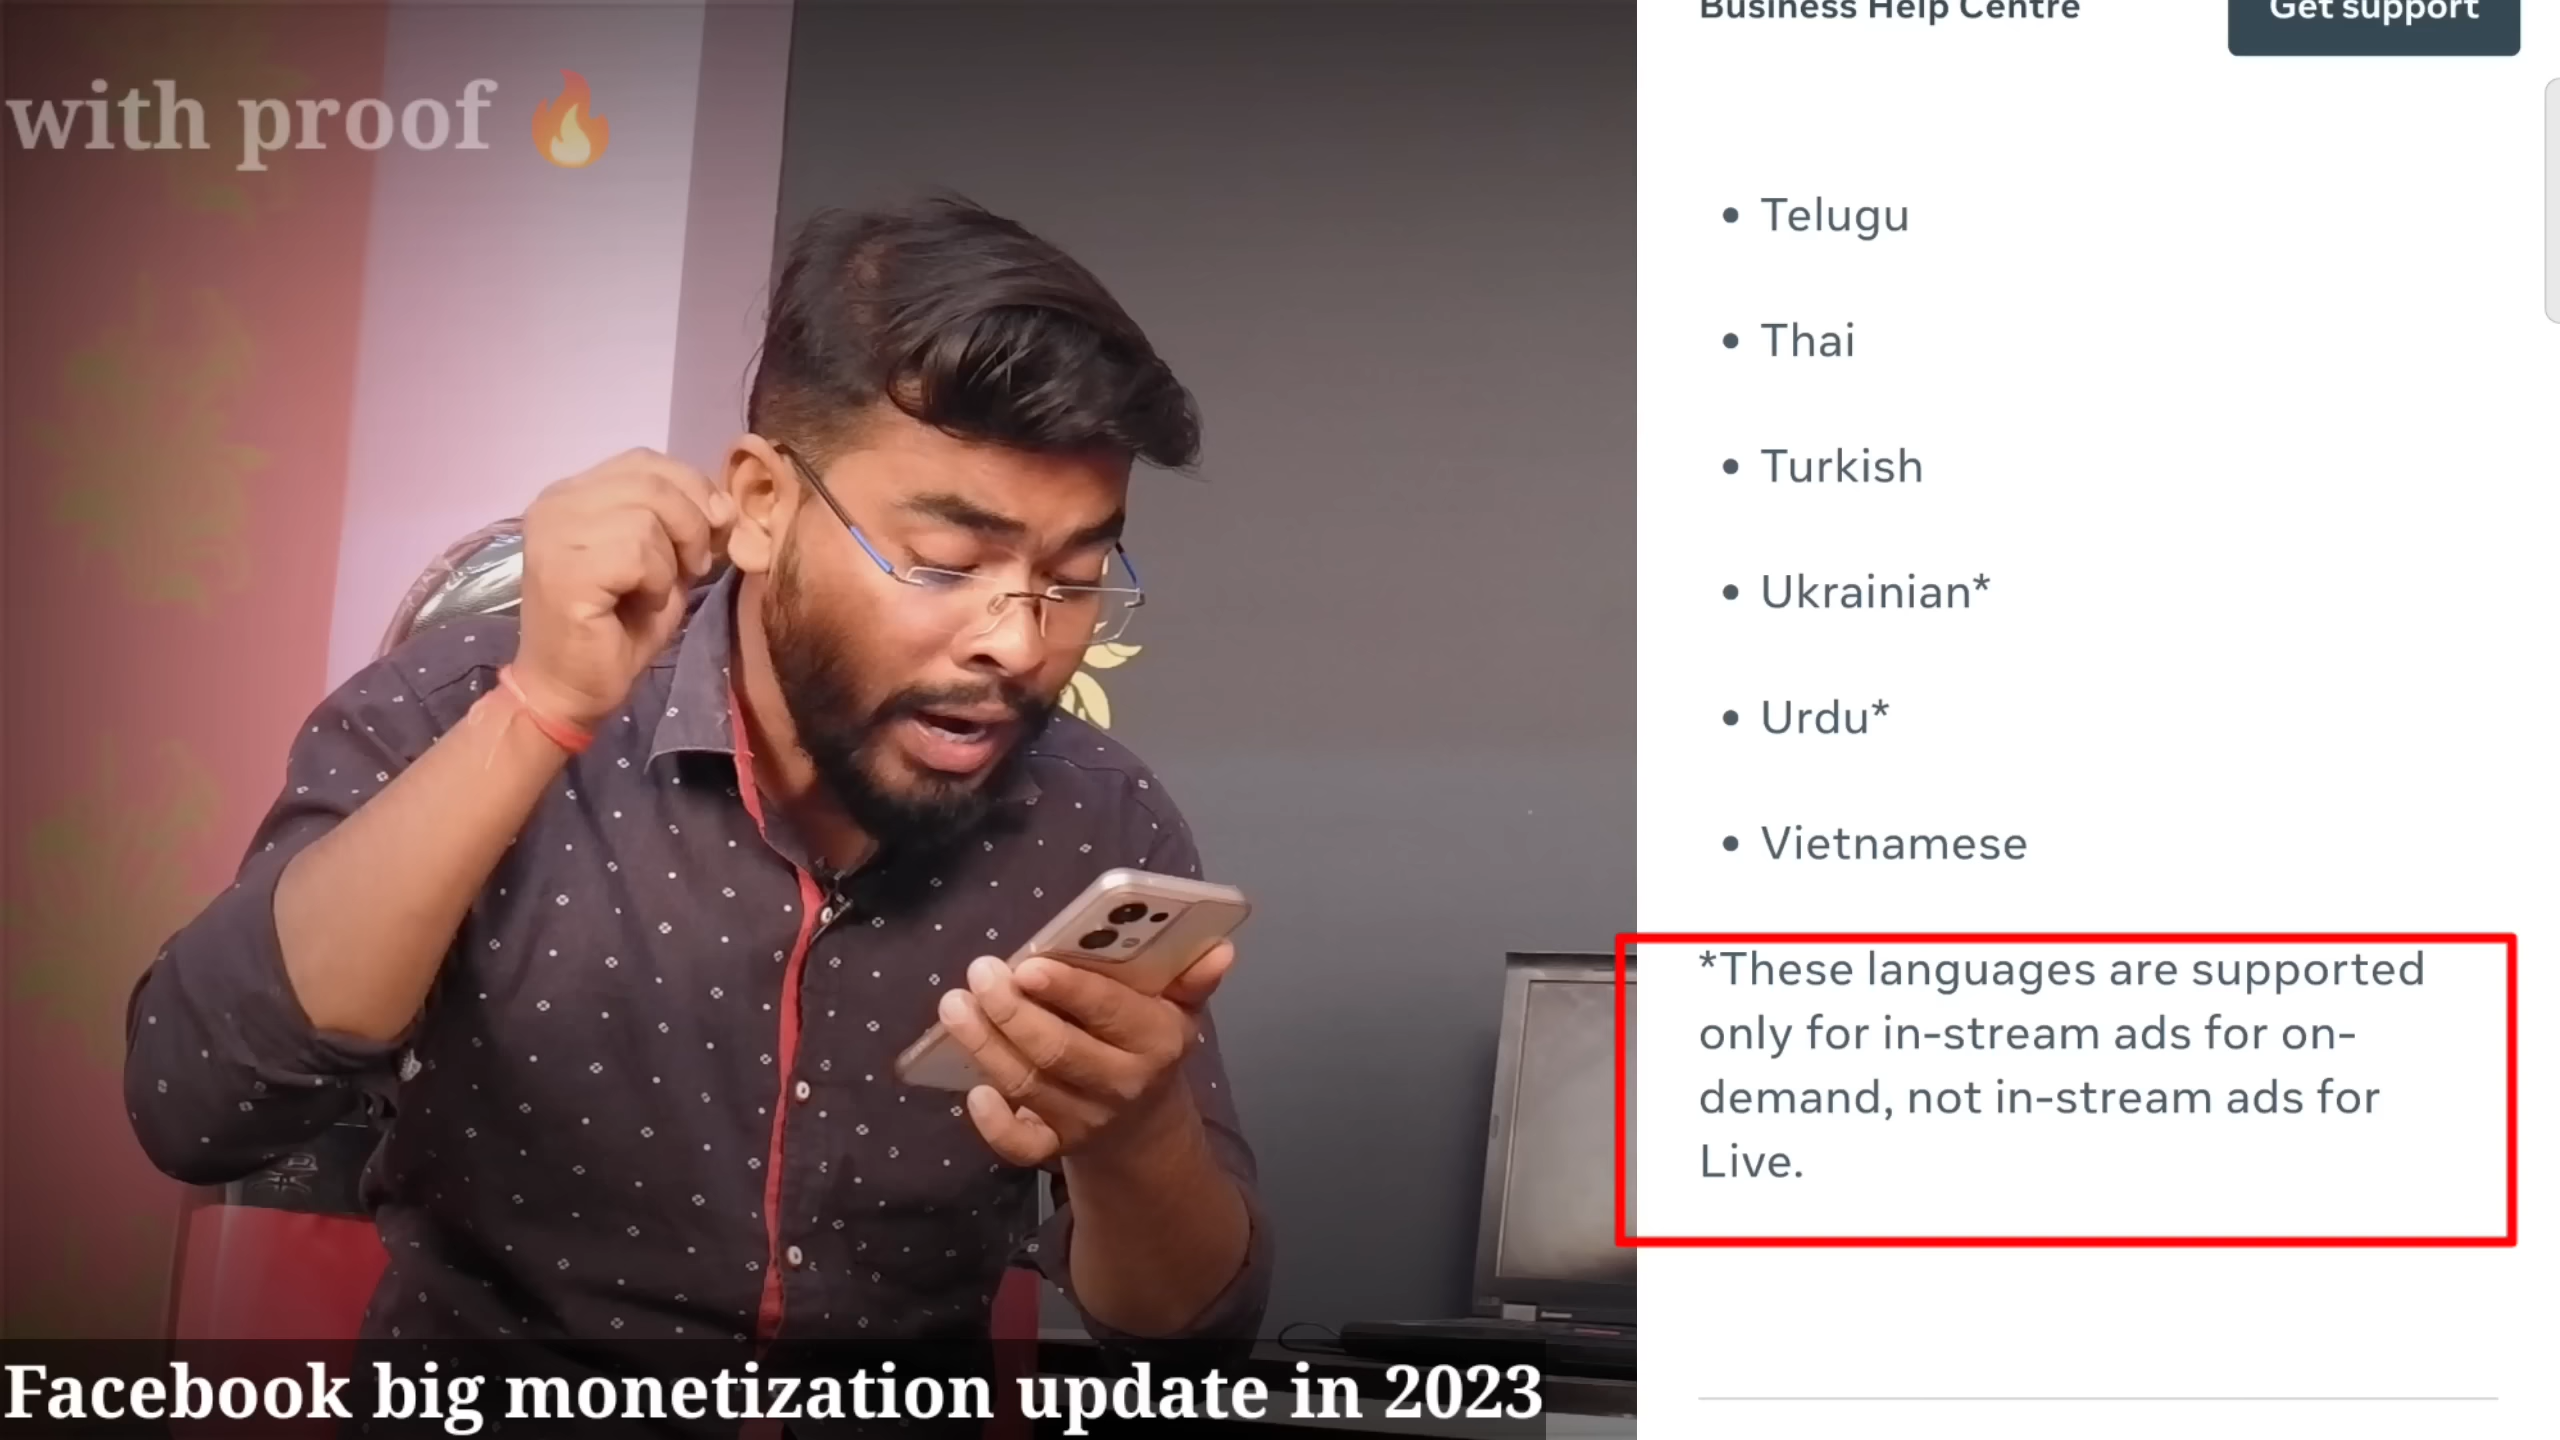 with proof 🔥
Facebook big monetization update in 2023
Business Help Centre
Get support
• Telugu
• Thai
• Turkish
• Ukrainian*
• Urdu*
• Vietnamese
*These languages are supported
only for in-stream ads for on-
demand, not in-stream ads for
Live.